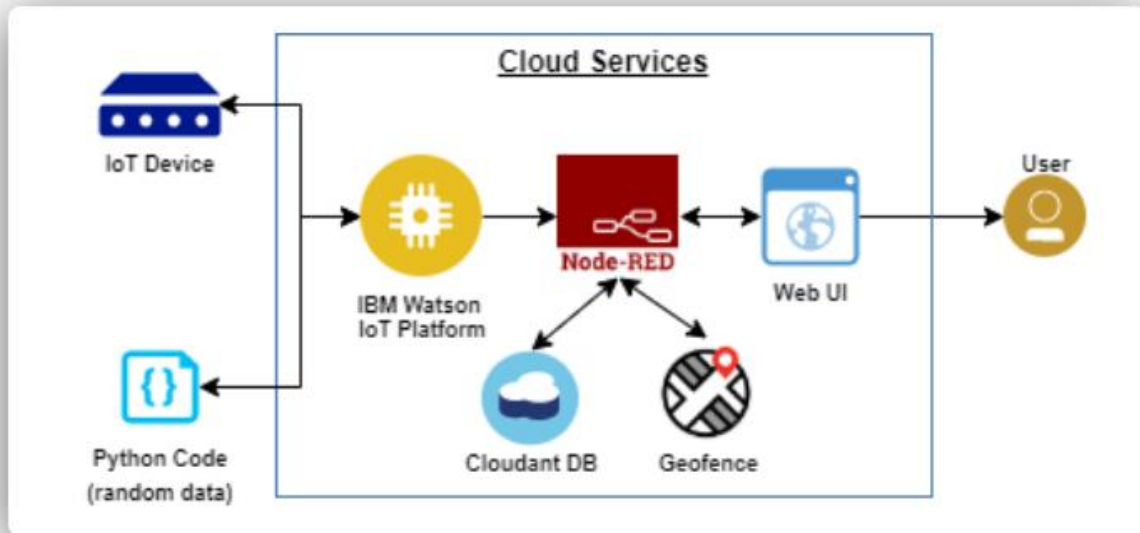 Cloud Services
IoT Device
User
Node-RED
Web UI
IBM Watson
IoT Platform
{}
Python Code
(random data)
Cloudant DB
Geofence